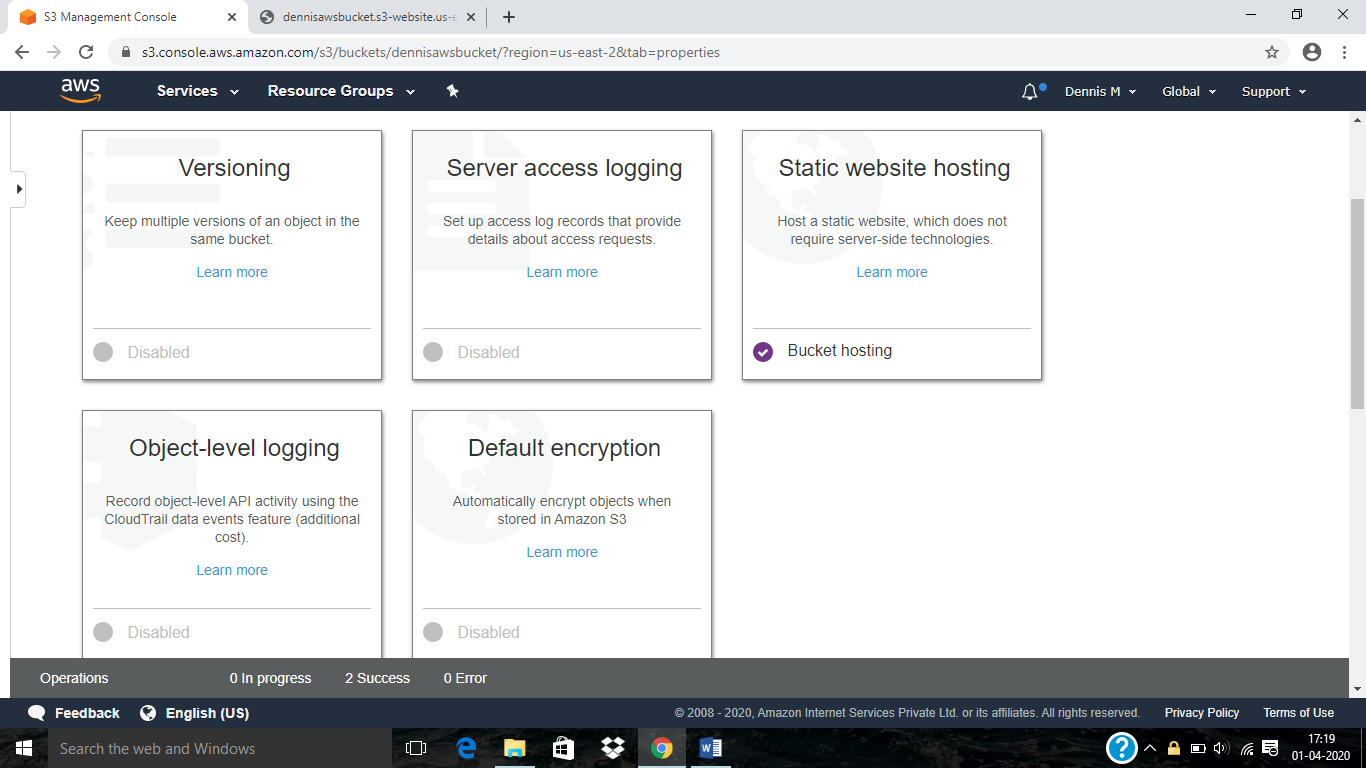 S3 Management Console
dennisawsbucket.s3-website.us-e
s3.console.aws.amazon.com/s3/buckets/dennisawsbucket/?region=us-east-2&tab=properties
aws Services Resource Groups Dennis M Global Support
Versioning
Keep multiple versions of an object in the
same bucket.
Learn more
Disabled
Server access logging
Set up access log records that provide
details about access requests.
Learn more
Disabled
Static website hosting
Host a static website, which does not
require server-side technologies.
Learn more
Bucket hosting
Object-level logging
Record object-level API activity using the
CloudTrail data events feature (additional
cost).
Learn more
Disabled
Default encryption
Automatically encrypt objects when
stored in Amazon S3
Learn more
Disabled
Operations 0 In progress 2 Success 0 Error
Feedback English (US) © 2008 - 2020, Amazon Internet Services Private Ltd. or its affiliates. All rights reserved. Privacy Policy Terms of Use
Search the web and Windows
17:19
01-04-2020